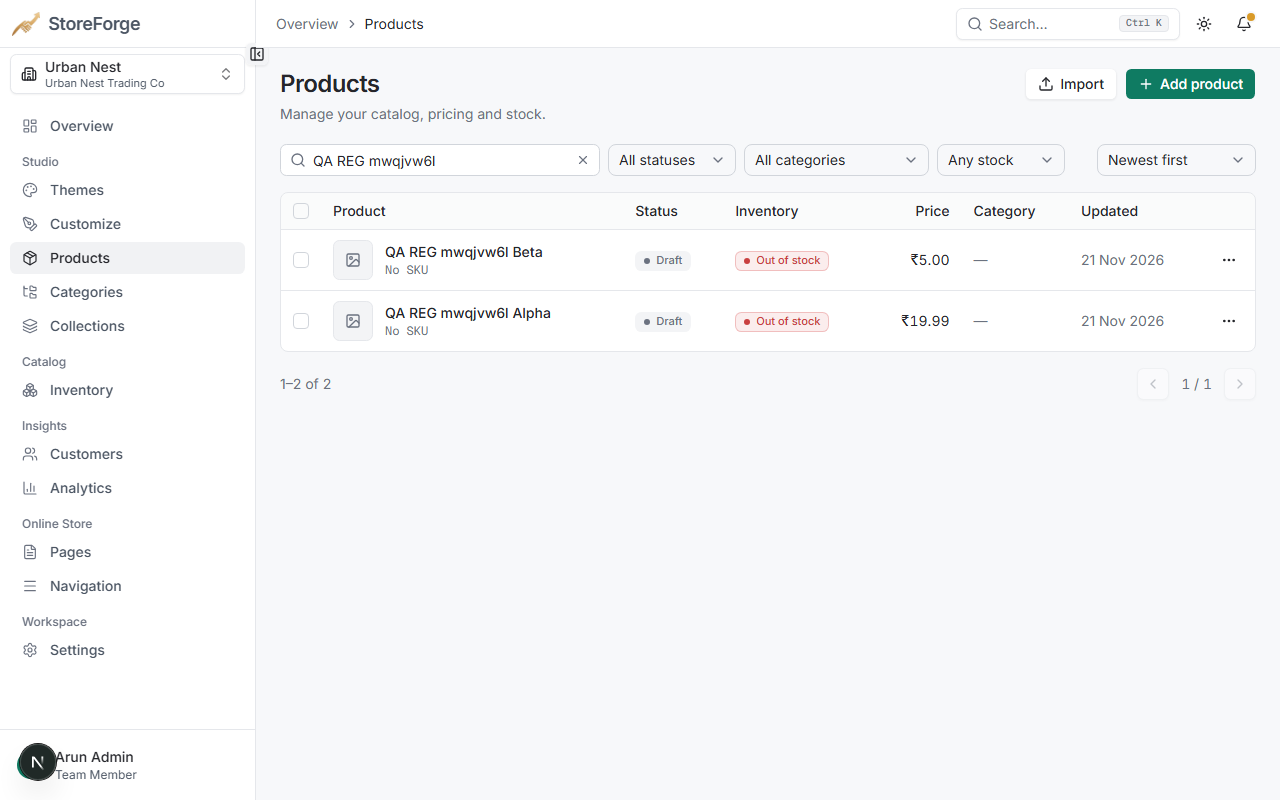 StoreForge
Overview > Products
Search...
Ctrl K
Urban Nest
Urban Nest Trading Co
Overview
Studio
Themes
Customize
Products
Categories
Collections
Catalog
Inventory
Insights
Customers
Analytics
Online Store
Pages
Navigation
Workspace
Settings
N
Arun Admin
Team Member
Products
Manage your catalog, pricing and stock.
Import
+ Add product
QA REG mwqjvw6l
All statuses
All categories
Any stock
Newest first
Product Status Inventory Price Category Updated
QA REG mwqjvw6l Beta
No SKU
Draft Out of stock ₹5.00 — 21 Nov 2026
QA REG mwqjvw6l Alpha
No SKU
Draft Out of stock ₹19.99 — 21 Nov 2026
1–2 of 2
1 / 1